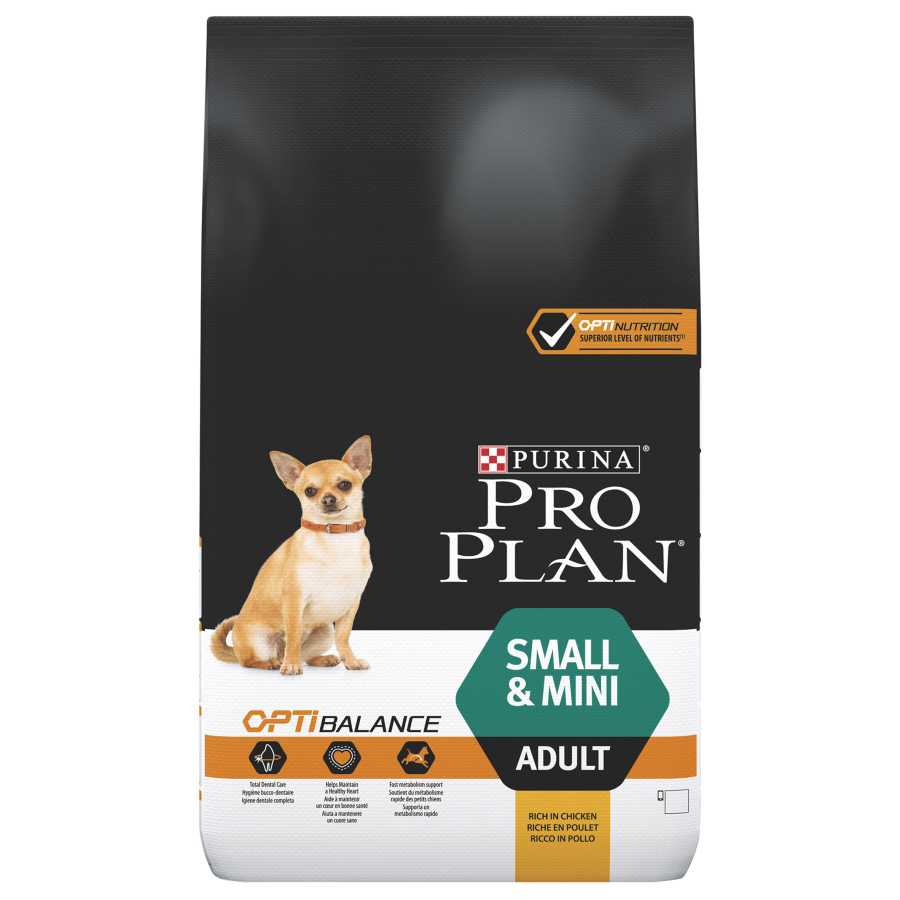 OPTINUTRITION
SUPERIOR LEVEL OF NUTRIENTS(1)
PURINA®
PRO
PLAN®
SMALL
& MINI
ADULT
OPTIBALANCE
Total Dental Care
Hygiène bucco-dentaire
Igiene dentale completa
Helps Maintain
a Healthy Heart
Aide à maintenir
un cœur en bonne santé
Aiuta a mantenere
un cuore sano
Fast metabolism support
Soutien du métabolisme
rapide des petits chiens
Supporta un
metabolismo rapido
RICH IN CHICKEN
RICHE EN POULET
RICCO IN POLLO